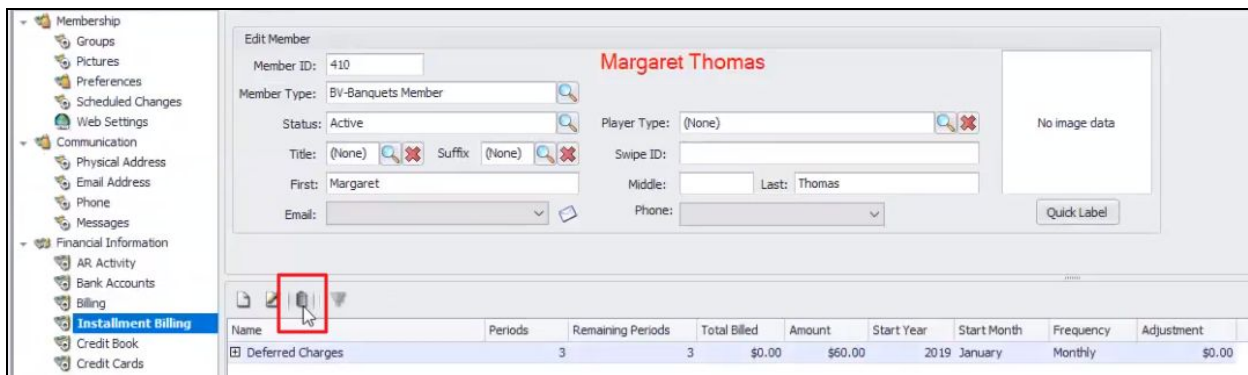 Membership
Groups
Pictures
Preferences
Scheduled Changes
Web Settings
Communication
Physical Address
Email Address
Phone
Messages
Financial Information
AR Activity
Bank Accounts
Billing
Installment Billing
Credit Book
Credit Cards
Edit Member
Member ID: 410
Margaret Thomas
Member Type: BV-Banquets Member
Status: Active
Player Type: (None)
No image data
Title: (None) Suffix (None)
Swipe ID:
First: Margaret
Middle: Last: Thomas
Email:
Phone:
Quick Label
Name Periods Remaining Periods Total Billed Amount Start Year Start Month Frequency Adjustment
Deferred Charges 3 3 $0.00 $60.00 2019 January Monthly $0.00